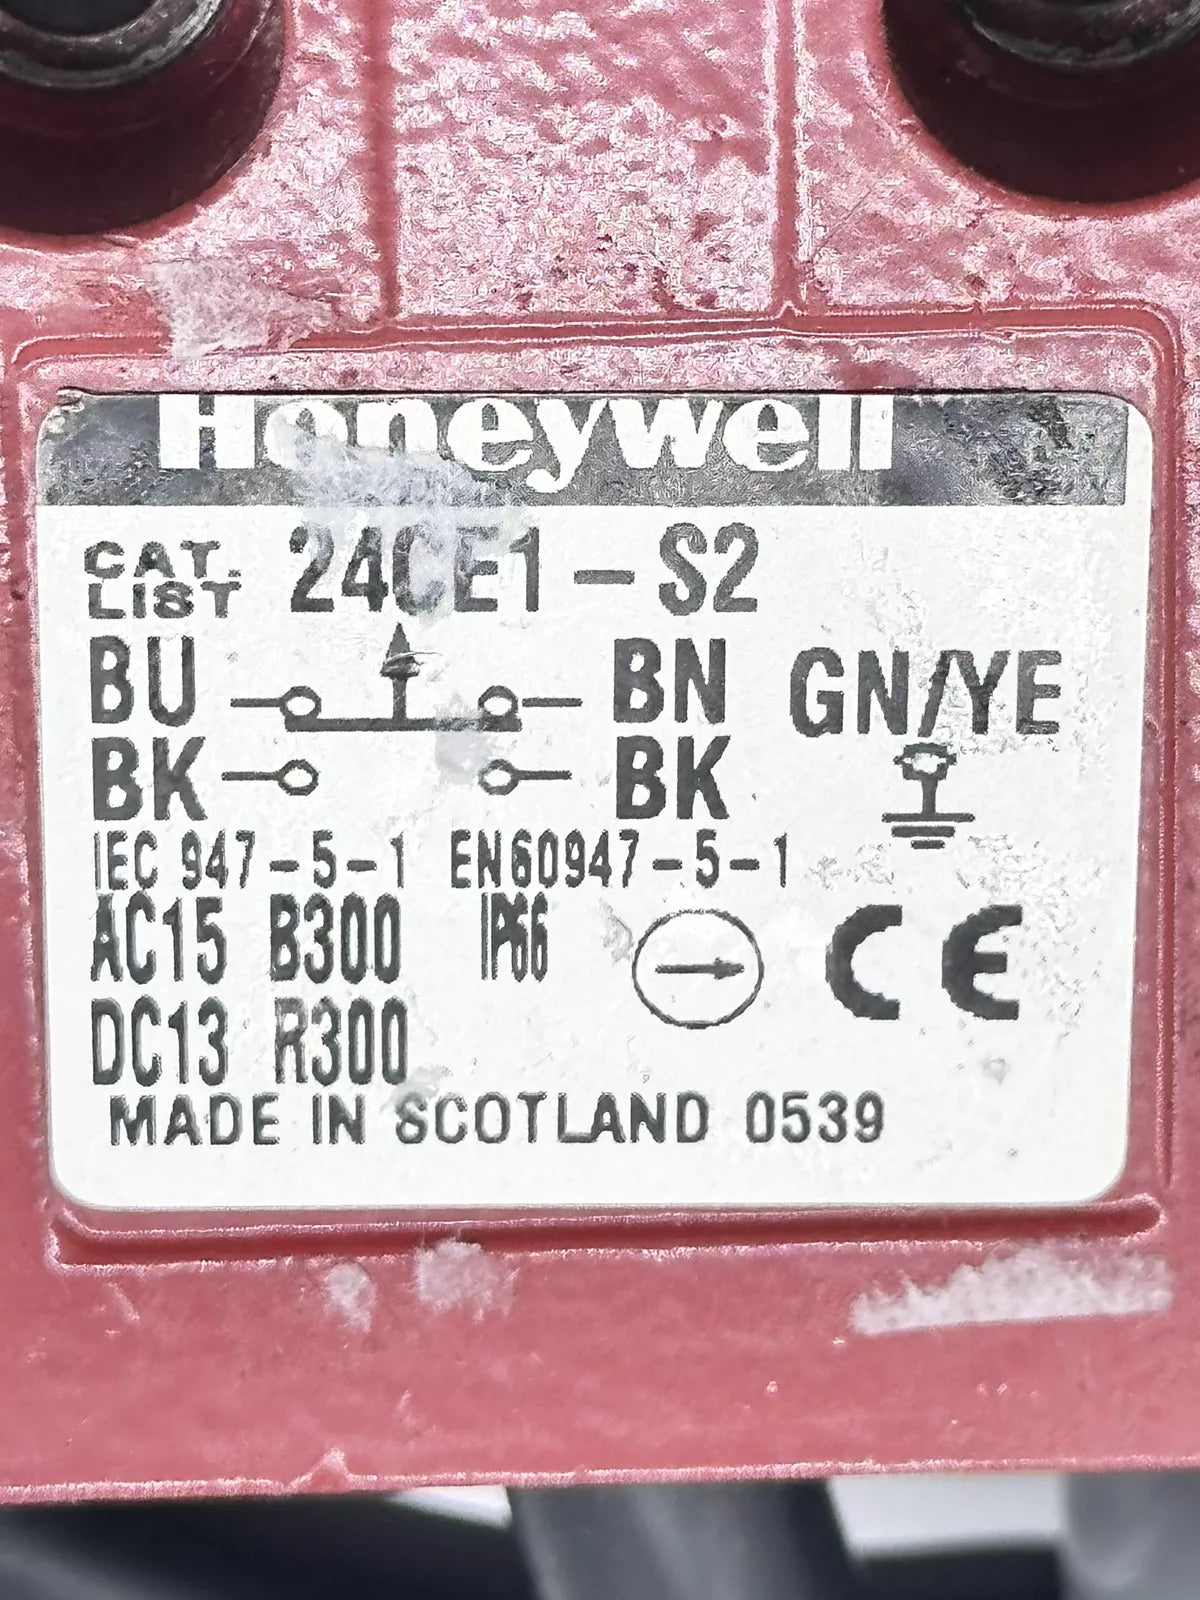 Honeywell
CAT. LIST 24CE1-S2
BU BN GN/YE
BK BK
IEC 947-5-1 EN60947-5-1
AC15 B300 IP66 CE
DC13 R300
MADE IN SCOTLAND 0539